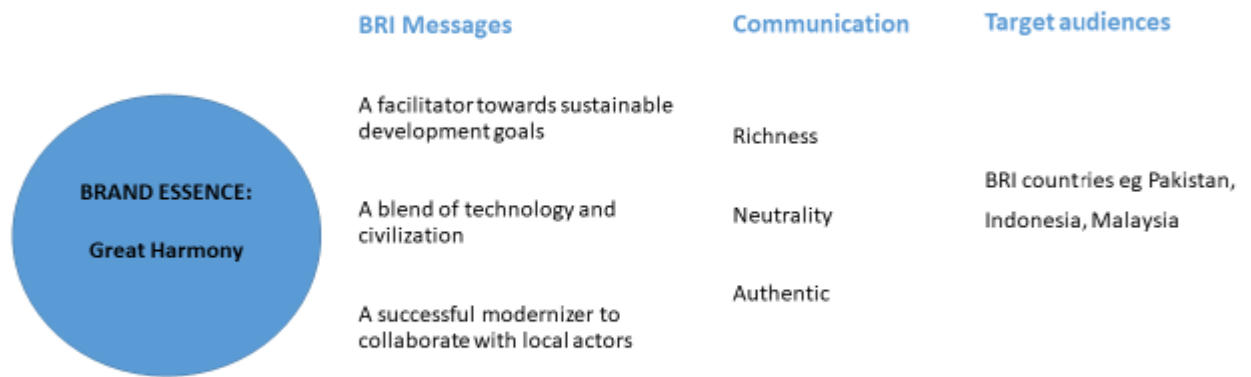 BRI Messages
Communication
Target audiences
BRAND ESSENCE:
Great Harmony
A facilitator towards sustainable
development goals
A blend of technology and
civilization
A successful modernizer to
collaborate with local actors
Richness
Neutrality
Authentic
BRI countries eg Pakistan,
Indonesia, Malaysia